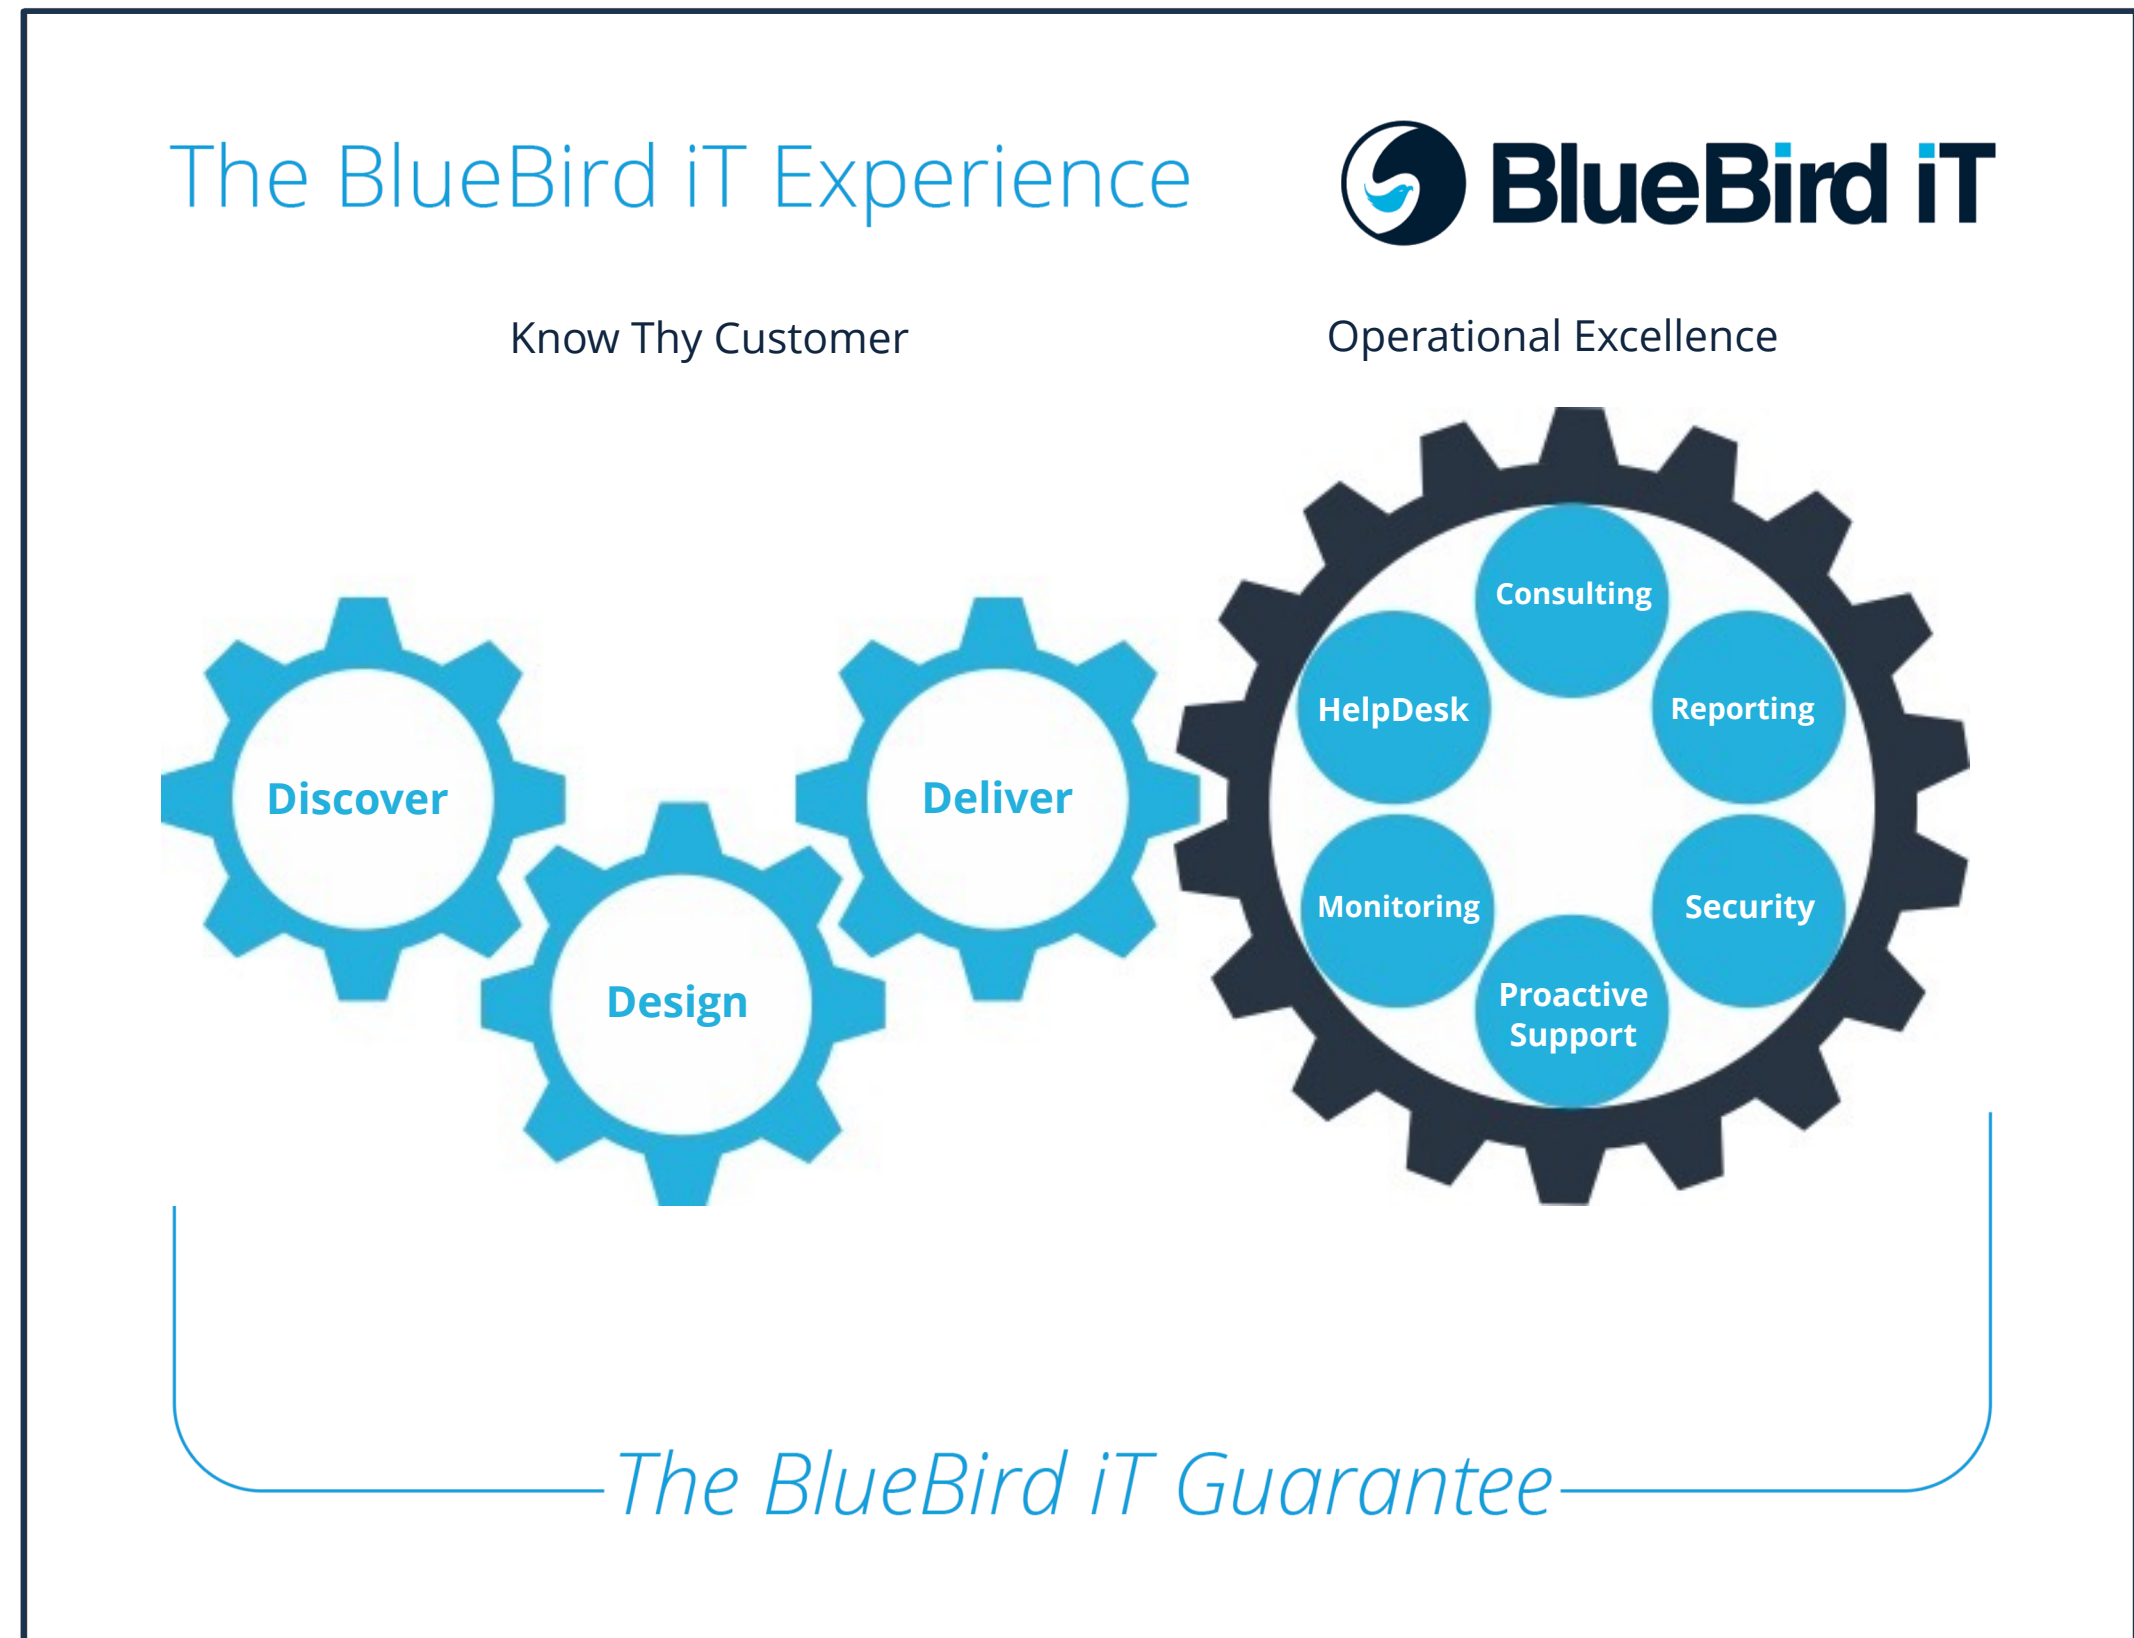 The BlueBird iT Experience
BlueBird iT
Know Thy Customer
Operational Excellence
Discover
Design
Deliver
Consulting
HelpDesk
Reporting
Monitoring
Security
Proactive
Support
The BlueBird iT Guarantee